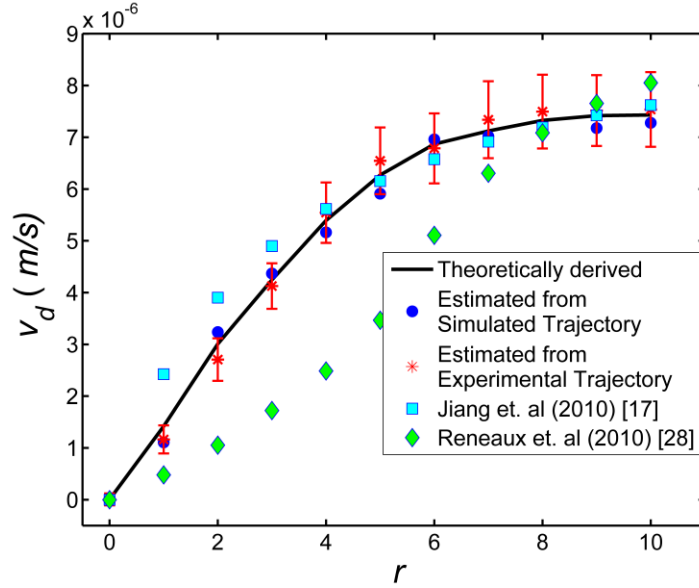 × 10⁻⁶
9
8
7
6
5
4
3
2
1
0
v_d ( m/s)
0 2 4 6 8 10
r
Theoretically derived
Estimated from
Simulated Trajectory
Estimated from
Experimental Trajectory
Jiang et. al (2010) [17]
Reneaux et. al (2010) [28]